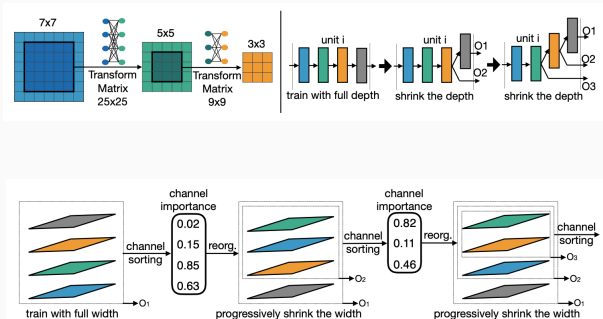 7x7
Transform
Matrix
25x25
5x5
Transform
Matrix
9x9
3x3
unit i
train with full depth
unit i
O1
O2
shrink the depth
unit i
O1
O2
O3
shrink the depth
train with full width
O1
channel
sorting
channel
importance
0.02
0.15
0.85
0.63
reorg.
O2
O1
progressively shrink the width
channel
sorting
channel
importance
0.82
0.11
0.46
reorg.
O3
O2
O1
progressively shrink the width
channel
sorting